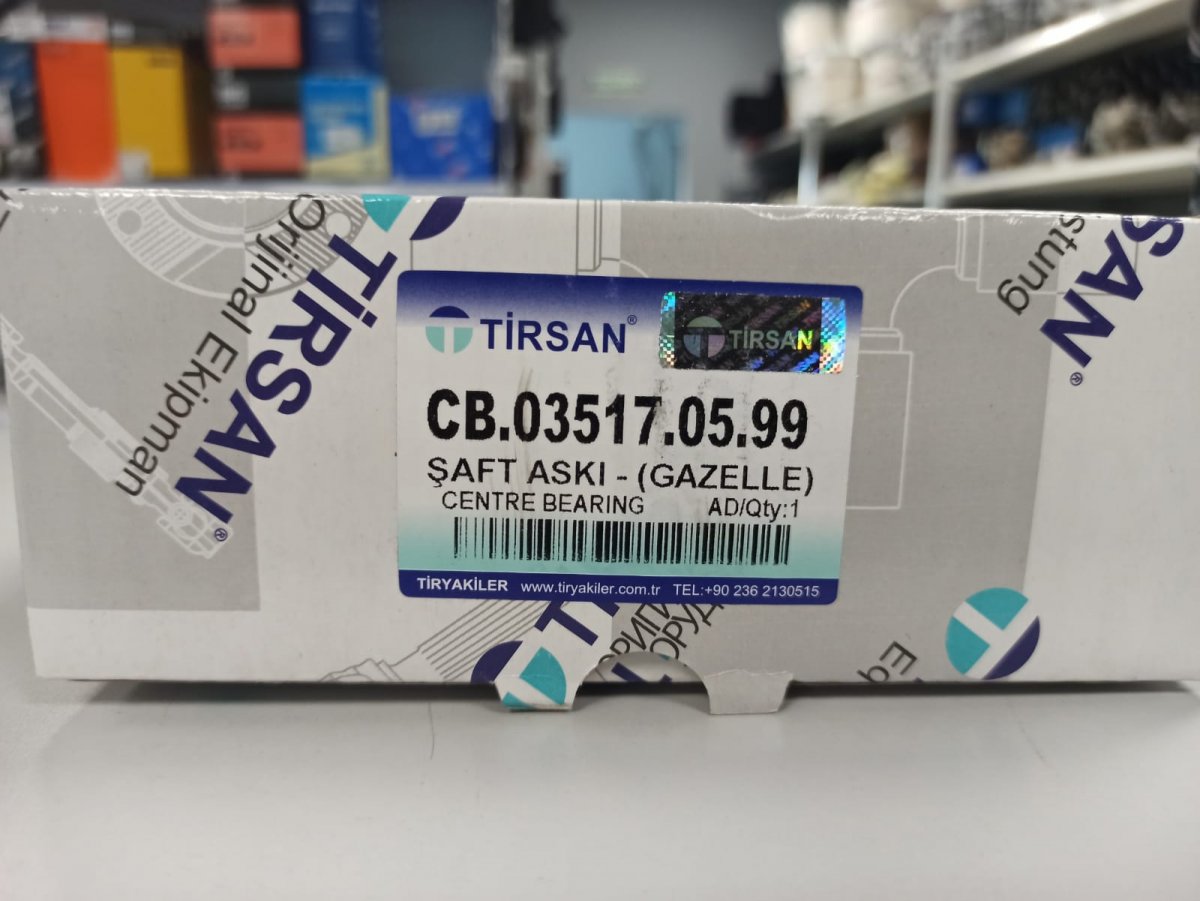 TİRSAN®
Orijinal Ekipman
TİRSAN®
TİRSAN
CB.03517.05.99
ŞAFT ASKI - (GAZELLE)
CENTRE BEARING AD/Qty:1
TİRYAKİLER www.tiryakiler.com.tr TEL:+90 236 2130515
stung
SAN®
Eq